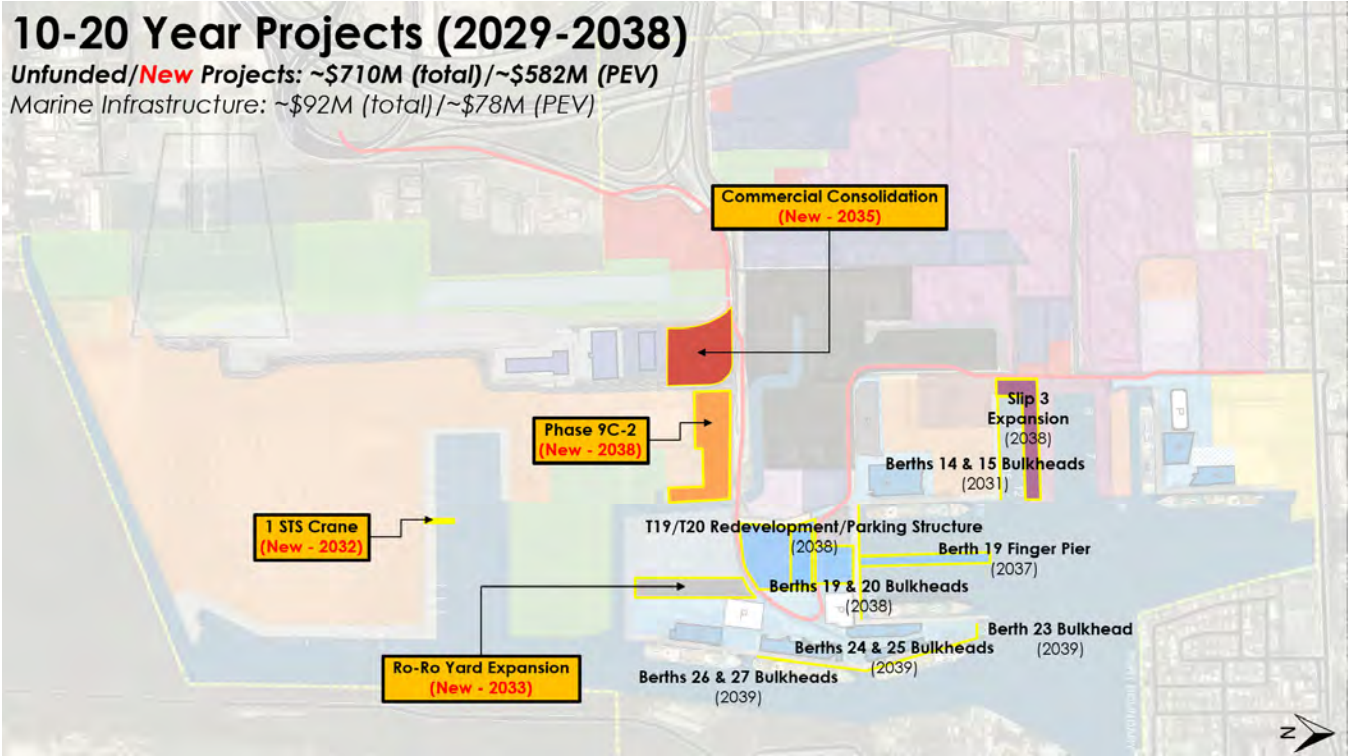 10-20 Year Projects (2029-2038)
Unfunded/New Projects: ~$710M (total)/~$582M (PEV)
Marine Infrastructure: ~$92M (total)/~$78M (PEV)
Commercial Consolidation
(New - 2035)
Phase 9C-2
(New - 2038)
Slip 3
Expansion
(2038)
Berths 14 & 15 Bulkheads
(2031)
1 STS Crane
(New - 2032)
T19/T20 Redevelopment/Parking Structure
(2038)
Berth 19 Finger Pier
(2037)
Berths 19 & 20 Bulkheads
(2038)
Berth 23 Bulkhead
(2039)
Berths 24 & 25 Bulkheads
(2039)
Ro-Ro Yard Expansion
(New - 2033)
Berths 26 & 27 Bulkheads
(2039)
P
P
P
N